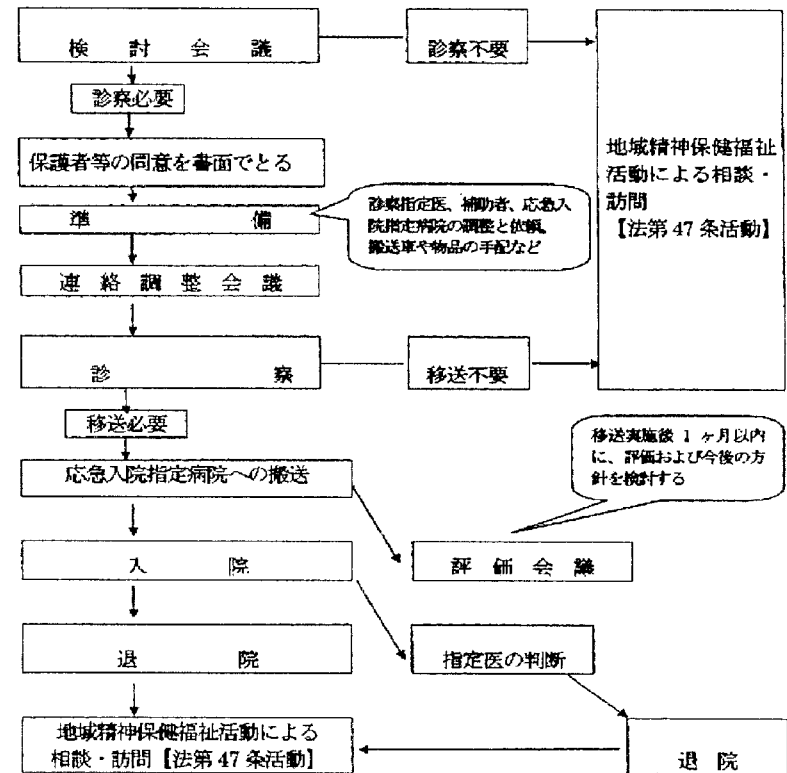 検討会議
診察不要
診察必要
地域精神保健福祉
活動による相談・
訪問
【法第47条活動】
保護者等の同意を書面でとる
準備
診察指定医、補助者、応急入
院指定病院の調整と依頼、
搬送車や物品の手配など
連絡調整会議
診察
移送不要
移送必要
移送実施後1ヶ月以内
に、評価および今後の方
針を検討する
応急入院指定病院への搬送
入院
評価会議
退院
指定医の判断
地域精神保健福祉活動による
相談・訪問【法第47条活動】
退院